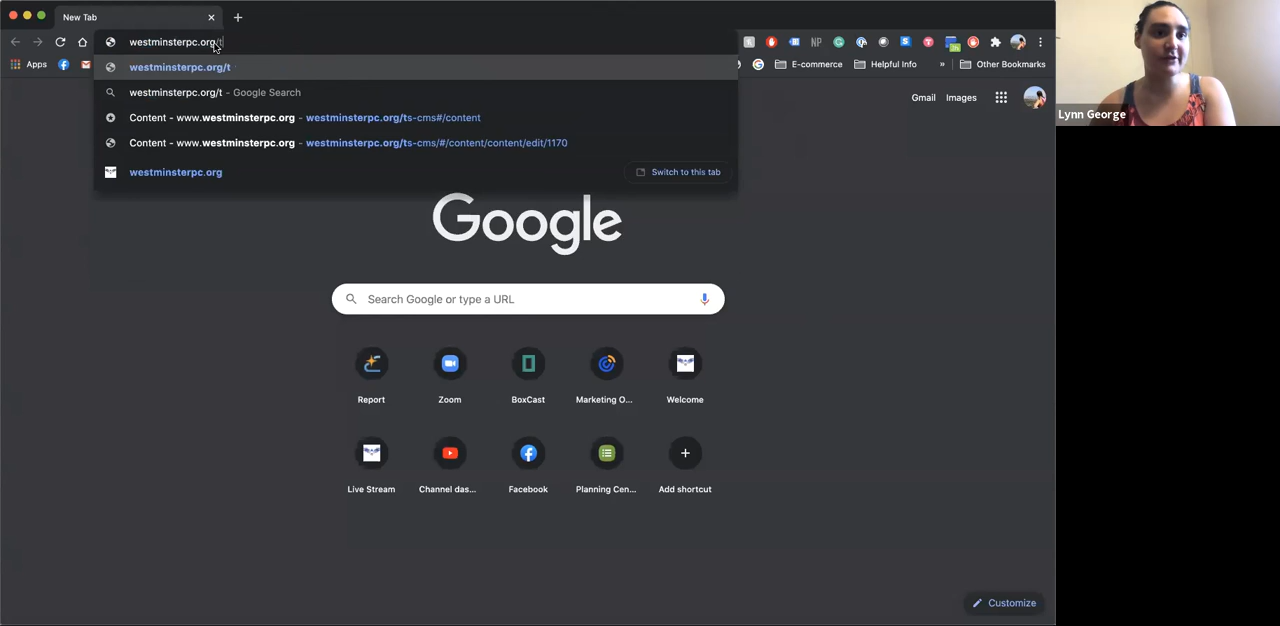 New Tab
westminsterpc.org/t
Apps
NP
E-commerce
Helpful Info
»
Other Bookmarks
westminsterpc.org/t
westminsterpc.org/t - Google Search
Content - www.westminsterpc.org - westminsterpc.org/ts-cms#/content
Content - www.westminsterpc.org - westminsterpc.org/ts-cms/#/content/content/edit/1170
westminsterpc.org
Switch to this tab
Gmail
Images
Lynn George
Google
Search Google or type a URL
Report
Zoom
BoxCast
Marketing O...
Welcome
Live Stream
Channel das...
Facebook
Planning Cen...
Add shortcut
Customize